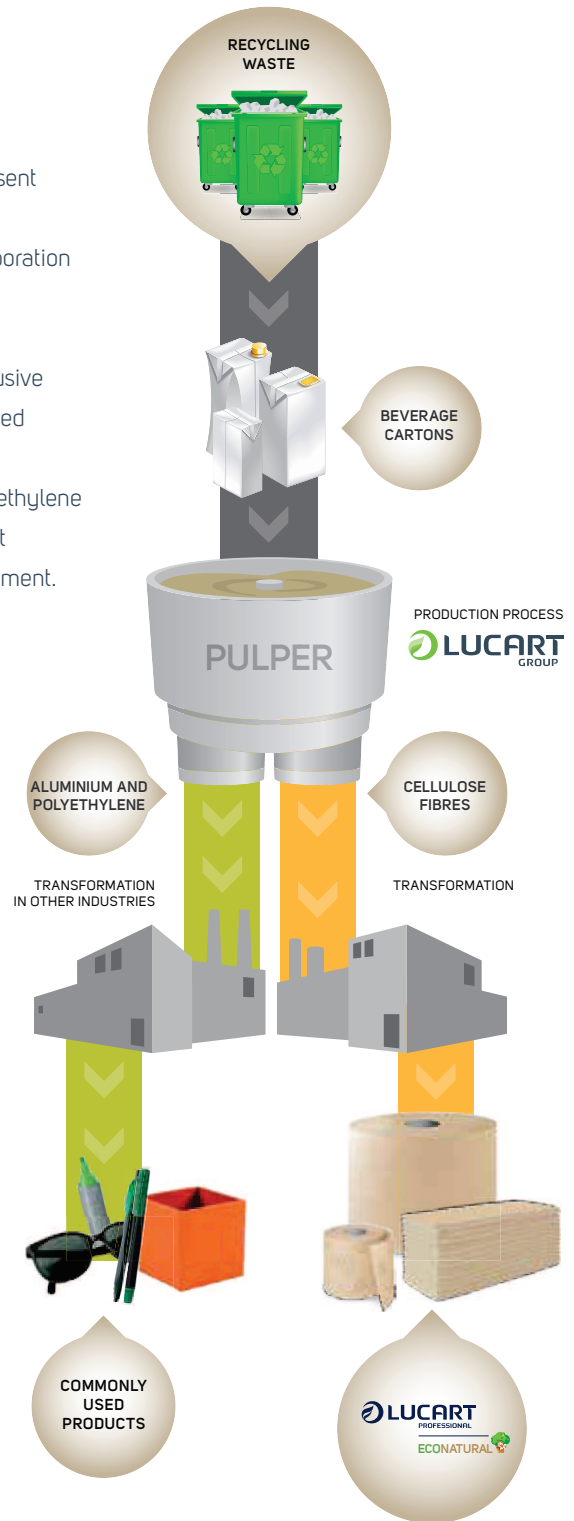 RECYCLING
WASTE
sent
oration
usive
ed
ethylene
t
ment.
BEVERAGE
CARTONS
PULPER
PRODUCTION PROCESS
LUCART
GROUP
ALUMINIUM AND
POLYETHYLENE
CELLULOSE
FIBRES
TRANSFORMATION
IN OTHER INDUSTRIES
TRANSFORMATION
COMMONLY
USED
PRODUCTS
LUCART
PROFESSIONAL
ECONATURAL